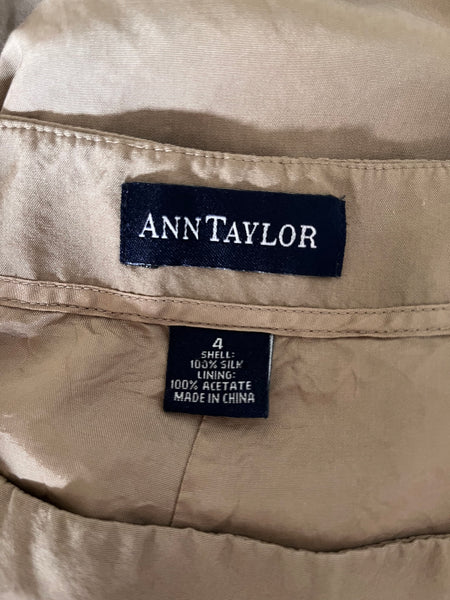 ANNTAYLOR
4
SHELL:
100% SILK
LINING:
100% ACETATE
MADE IN CHINA